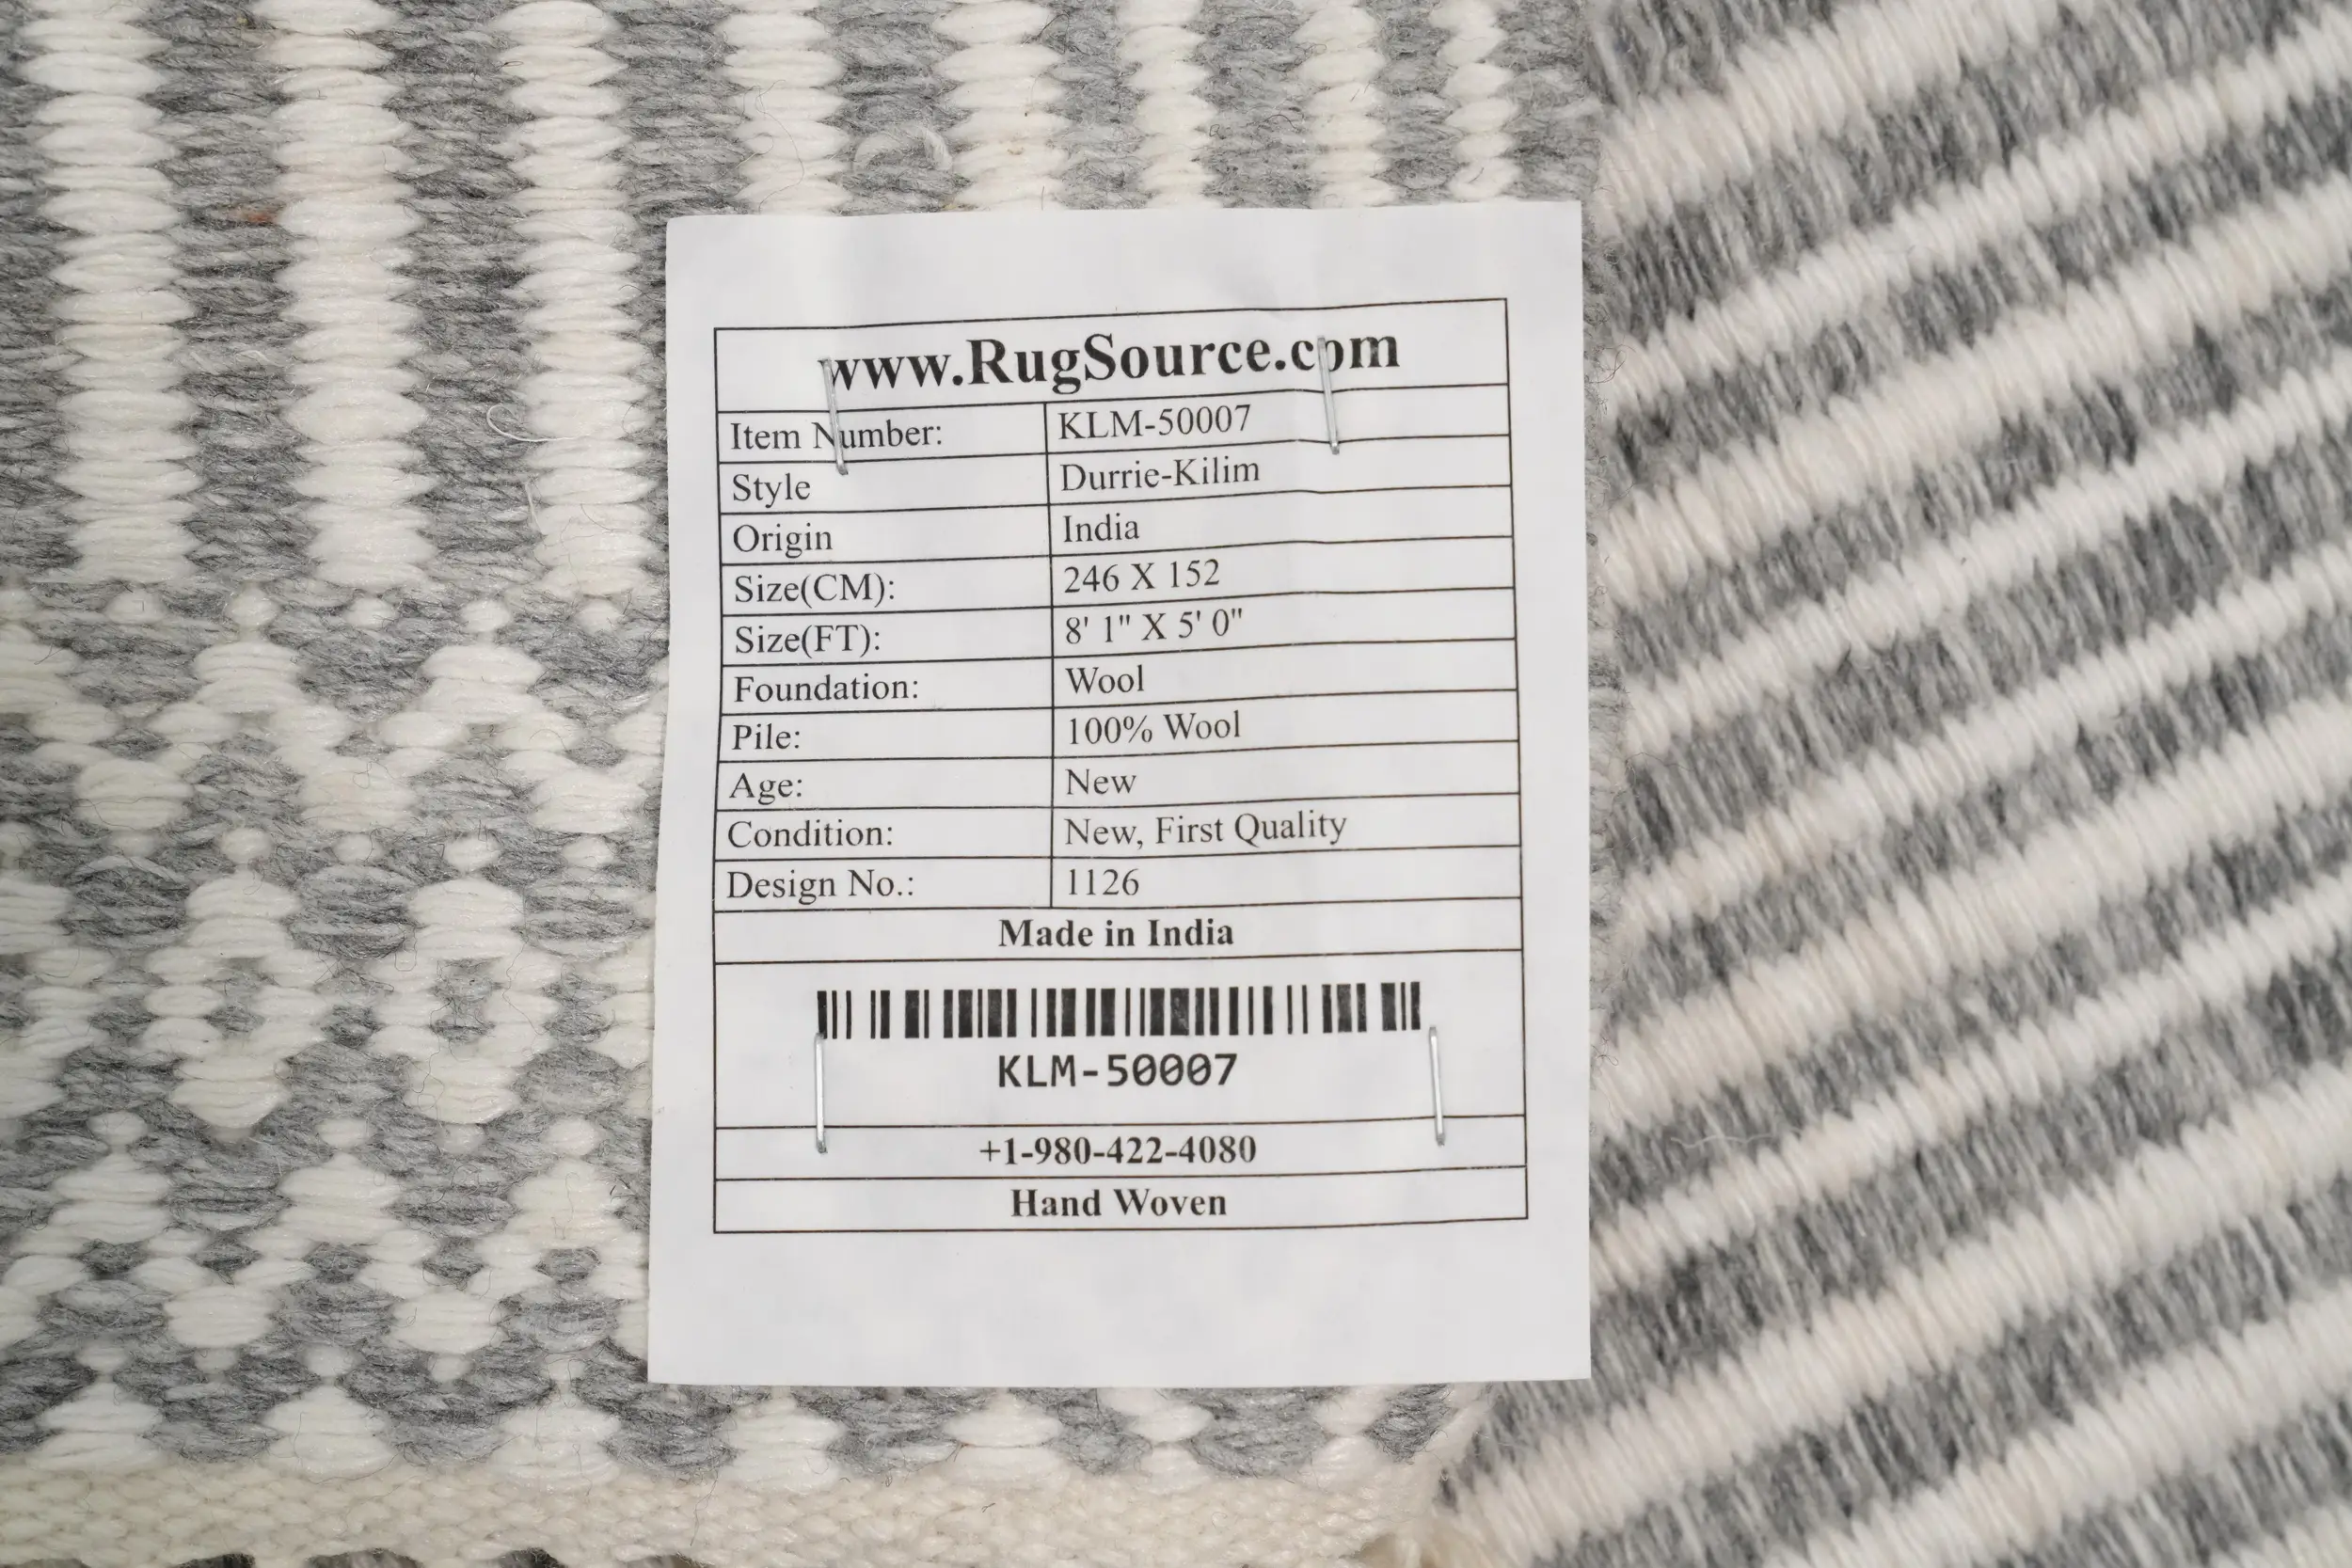 www.RugSource.com
Item Number: KLM-50007
Style Durrie-Kilim
Origin India
Size(CM): 246 X 152
Size(FT): 8' 1" X 5' 0"
Foundation: Wool
Pile: 100% Wool
Age: New
Condition: New, First Quality
Design No.: 1126
Made in India
KLM-50007
+1-980-422-4080
Hand Woven